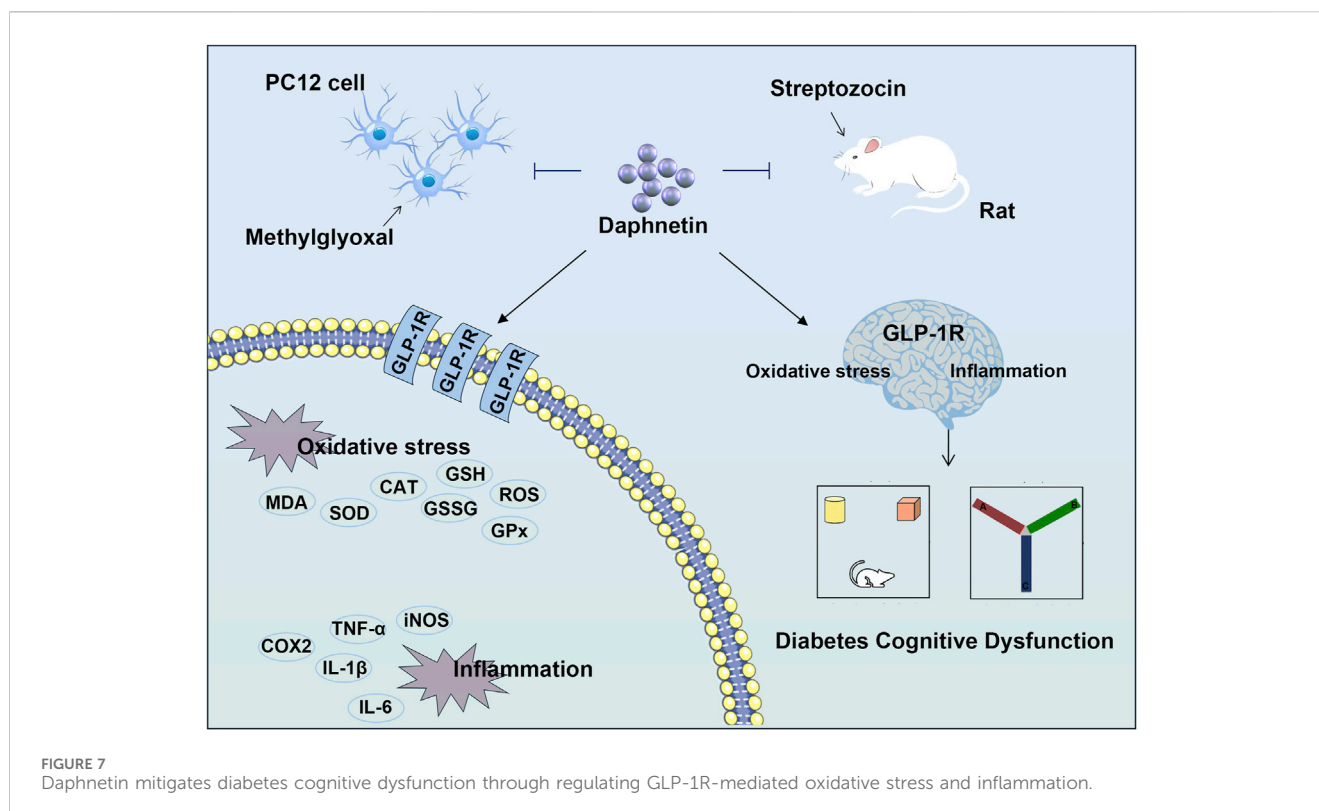 PC12 cell
Methylglyoxal
Streptozocin
Rat
Daphnetin
GLP-1R
GLP-1R
GLP-1R
Oxidative stress
MDA
SOD
CAT
GSH
GSSG
ROS
GPx
COX2
TNF-α
iNOS
IL-1β
IL-6
Inflammation
GLP-1R
Oxidative stress
Inflammation
A
B
C
Diabetes Cognitive Dysfunction
FIGURE 7
Daphnetin mitigates diabetes cognitive dysfunction through regulating GLP-1R-mediated oxidative stress and inflammation.